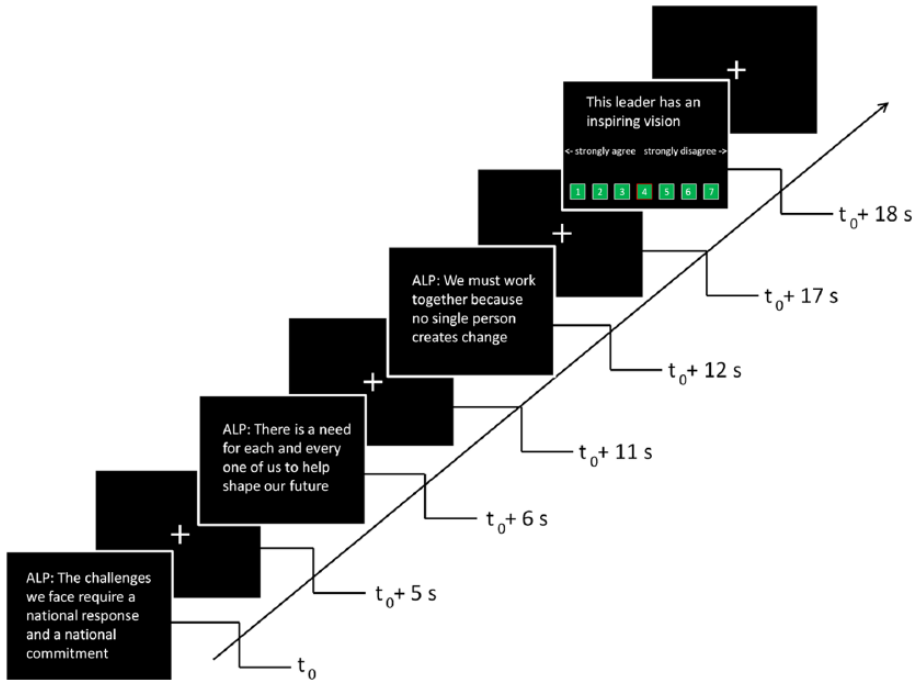 This leader has an
inspiring vision
<- strongly agree strongly disagree ->
1 2 3 4 5 6 7
t0+ 18 s
ALP: We must work
together because
no single person
creates change
t0+ 17 s
t0+ 12 s
ALP: There is a need
for each and every
one of us to help
shape our future
t0+ 11 s
t0+ 6 s
ALP: The challenges
we face require a
national response
and a national
commitment
t0+ 5 s
t0